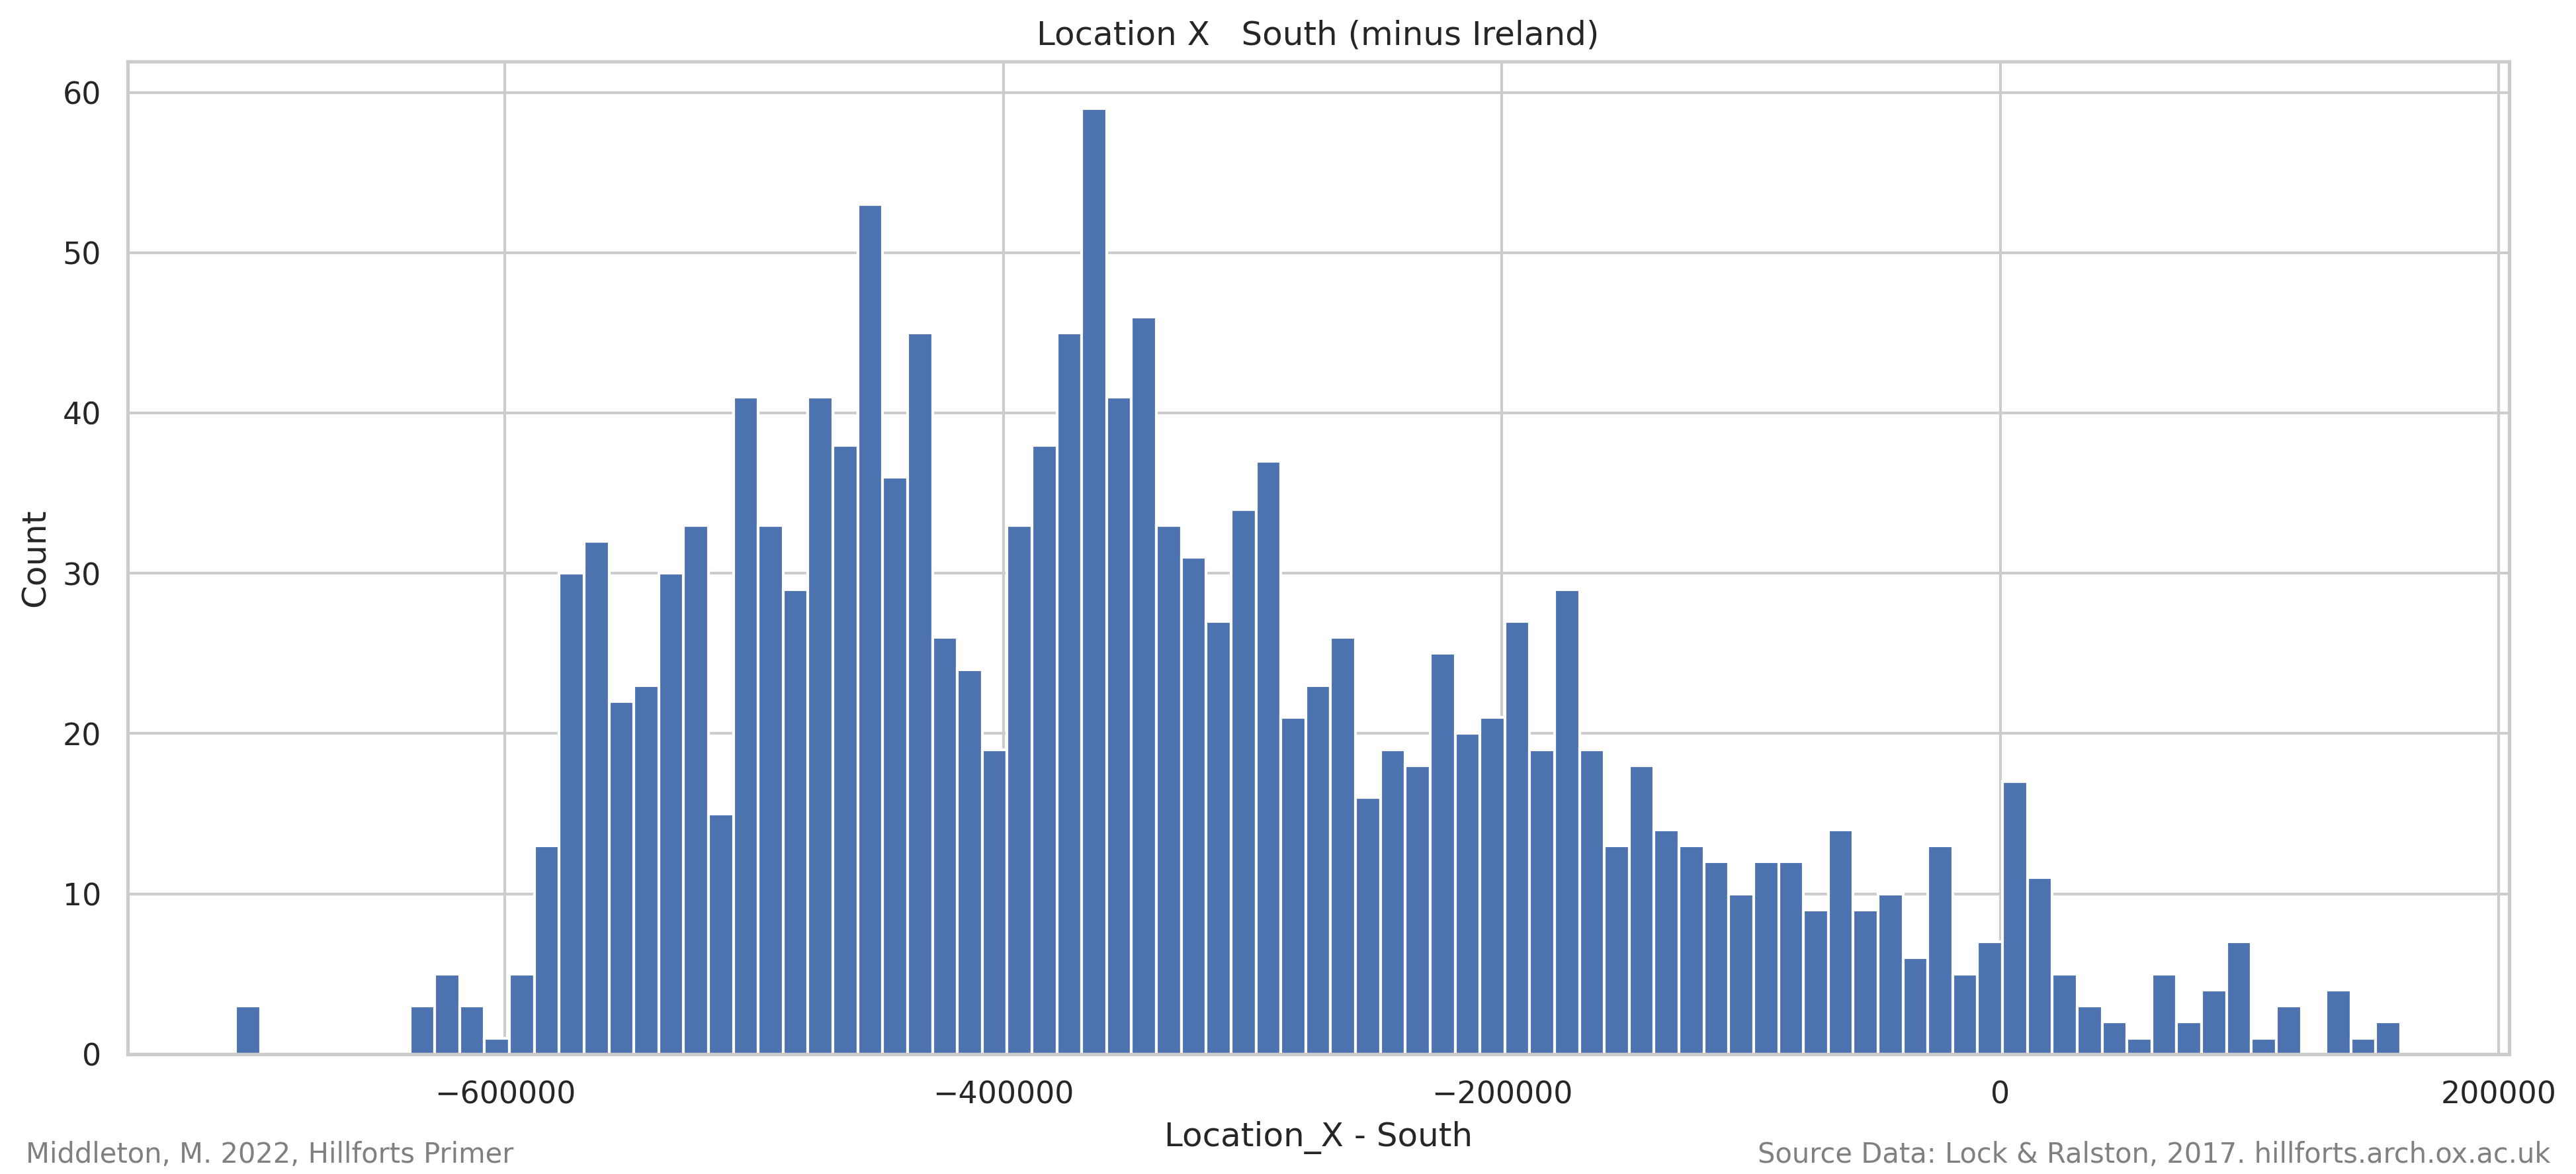 Location X   South (minus Ireland)
60
50
40
30
20
10
0
Count
−600000
−400000
−200000
0
200000
Location_X - South
Middleton, M. 2022, Hillforts Primer
Source Data: Lock & Ralston, 2017. hillforts.arch.ox.ac.uk